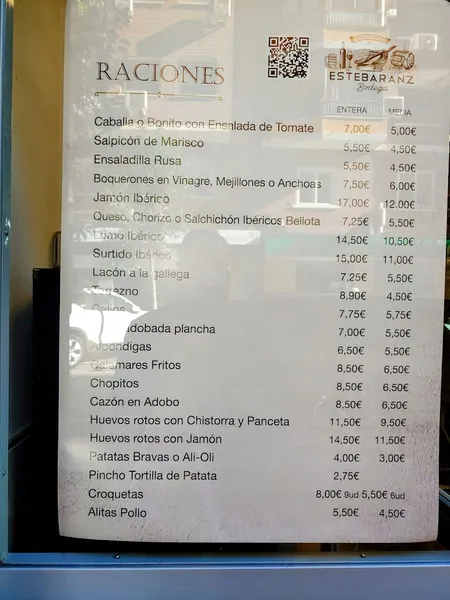 RACIONES
ESTEBARANZ
Bodega
ENTERA MEDIA
Caballa o Bonito con Ensalada de Tomate 7,00€ 5,00€
Salpicón de Marisco 5,50€ 4,50€
Ensaladilla Rusa 5,50€ 4,50€
Boquerones en Vinagre, Mejillones o Anchoas 7,50€ 6,00€
Jamón Ibérico 17,00€ 12.00€
Queso, Chorizo o Salchichón Ibéricos Bellota 7,25€ 5,50€
Lomo Ibérico 14,50€ 10,50€
Surtido Ibérico 15,00€ 11,00€
Lacón a la gallega 7,25€ 5,50€
Torrezno 8,90€ 4,50€
Callos 7,75€ 5,75€
adobada plancha 7,00€ 5,50€
Albóndigas 6,50€ 5,50€
Calamares Fritos 8,50€ 6,50€
Chopitos 8,50€ 6,50€
Cazón en Adobo 8,50€ 6,50€
Huevos rotos con Chistorra y Panceta 11,50€ 9,50€
Huevos rotos con Jamón 14,50€ 11,50€
Patatas Bravas o Ali-Oli 4,00€ 3,00€
Pincho Tortilla de Patata 2,75€
Croquetas 8,00€ 9ud 5,50€ 6ud
Alitas Pollo 5,50€ 4,50€